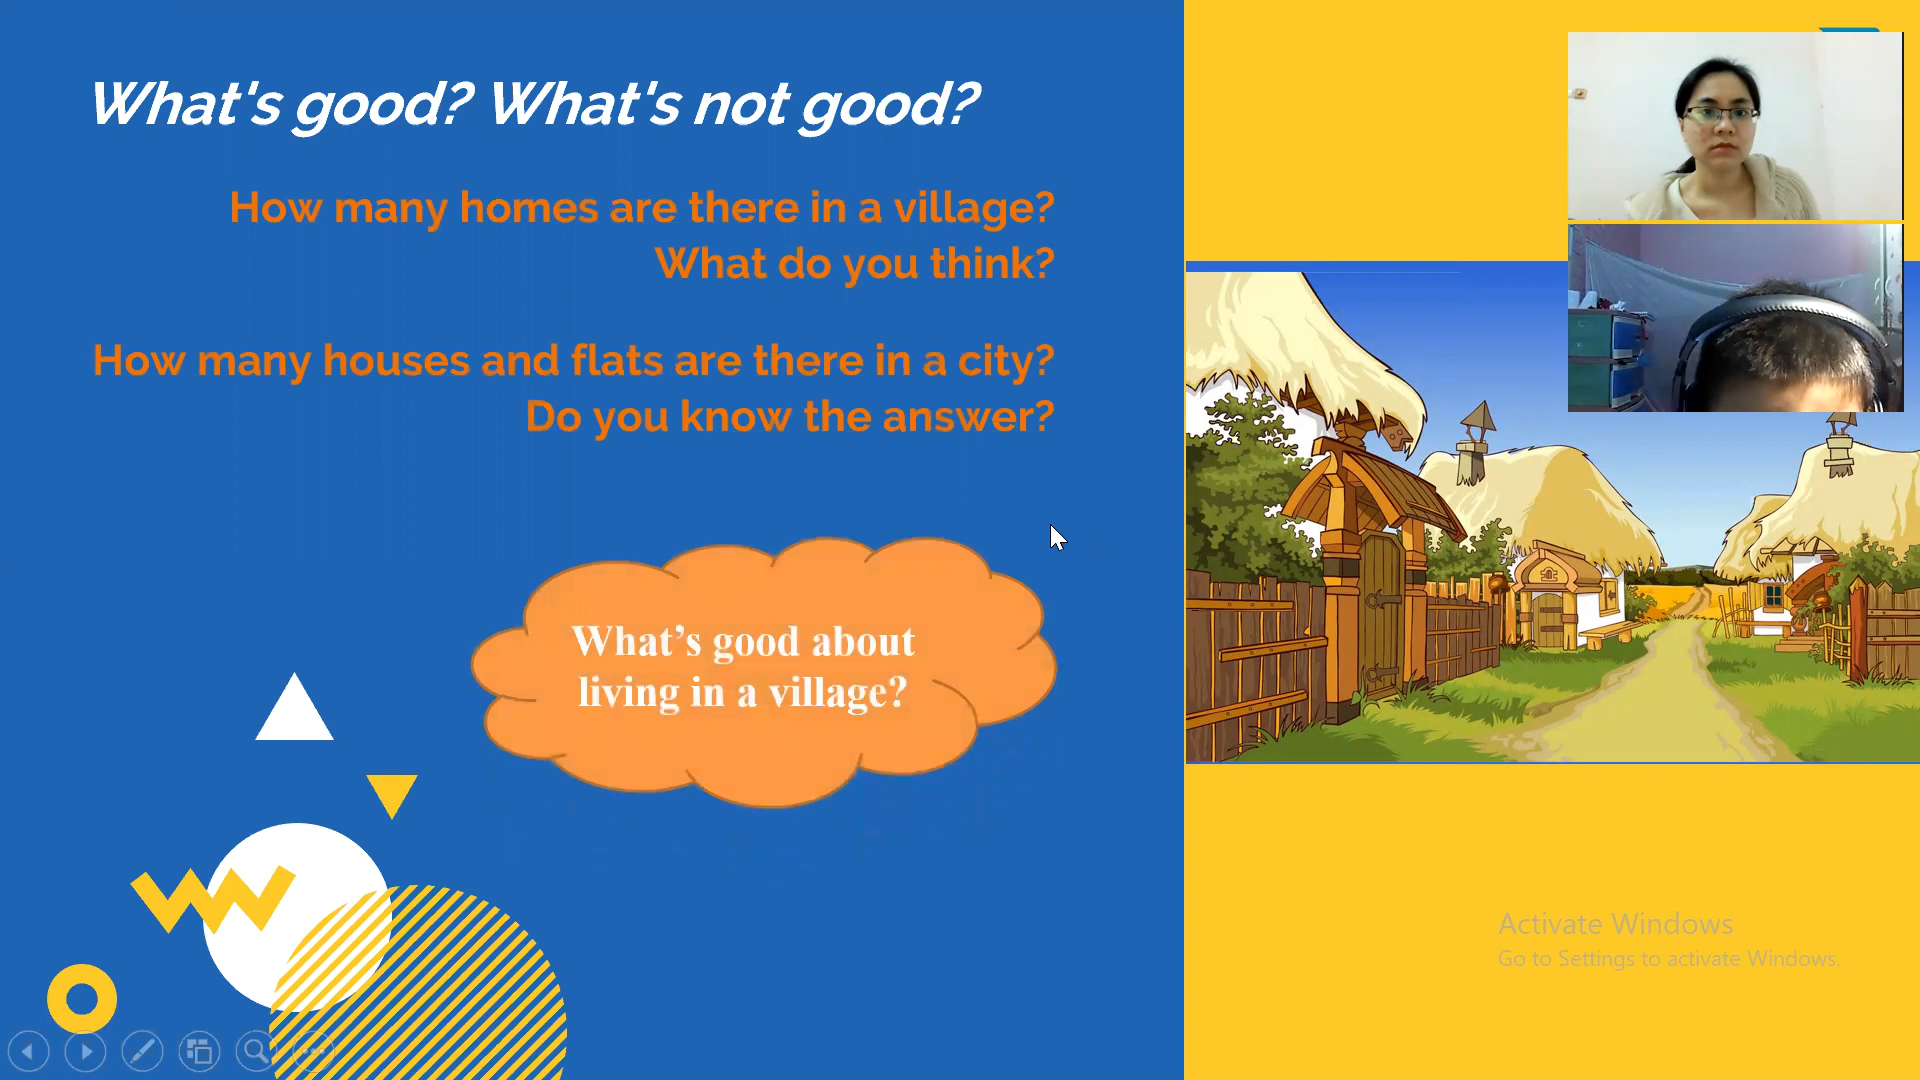 What's good? What's not good?
How many homes are there in a village?
What do you think?
How many houses and flats are there in a city?
Do you know the answer?
What’s good about
living in a village?
Activate Windows
Go to Settings to activate Windows.